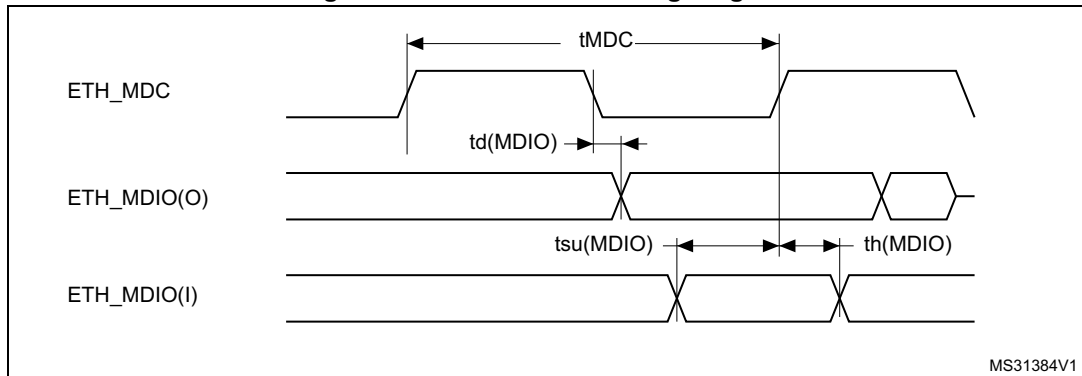 tMDC
ETH_MDC
td(MDIO)
ETH_MDIO(O)
tsu(MDIO)
th(MDIO)
ETH_MDIO(I)
MS31384V1